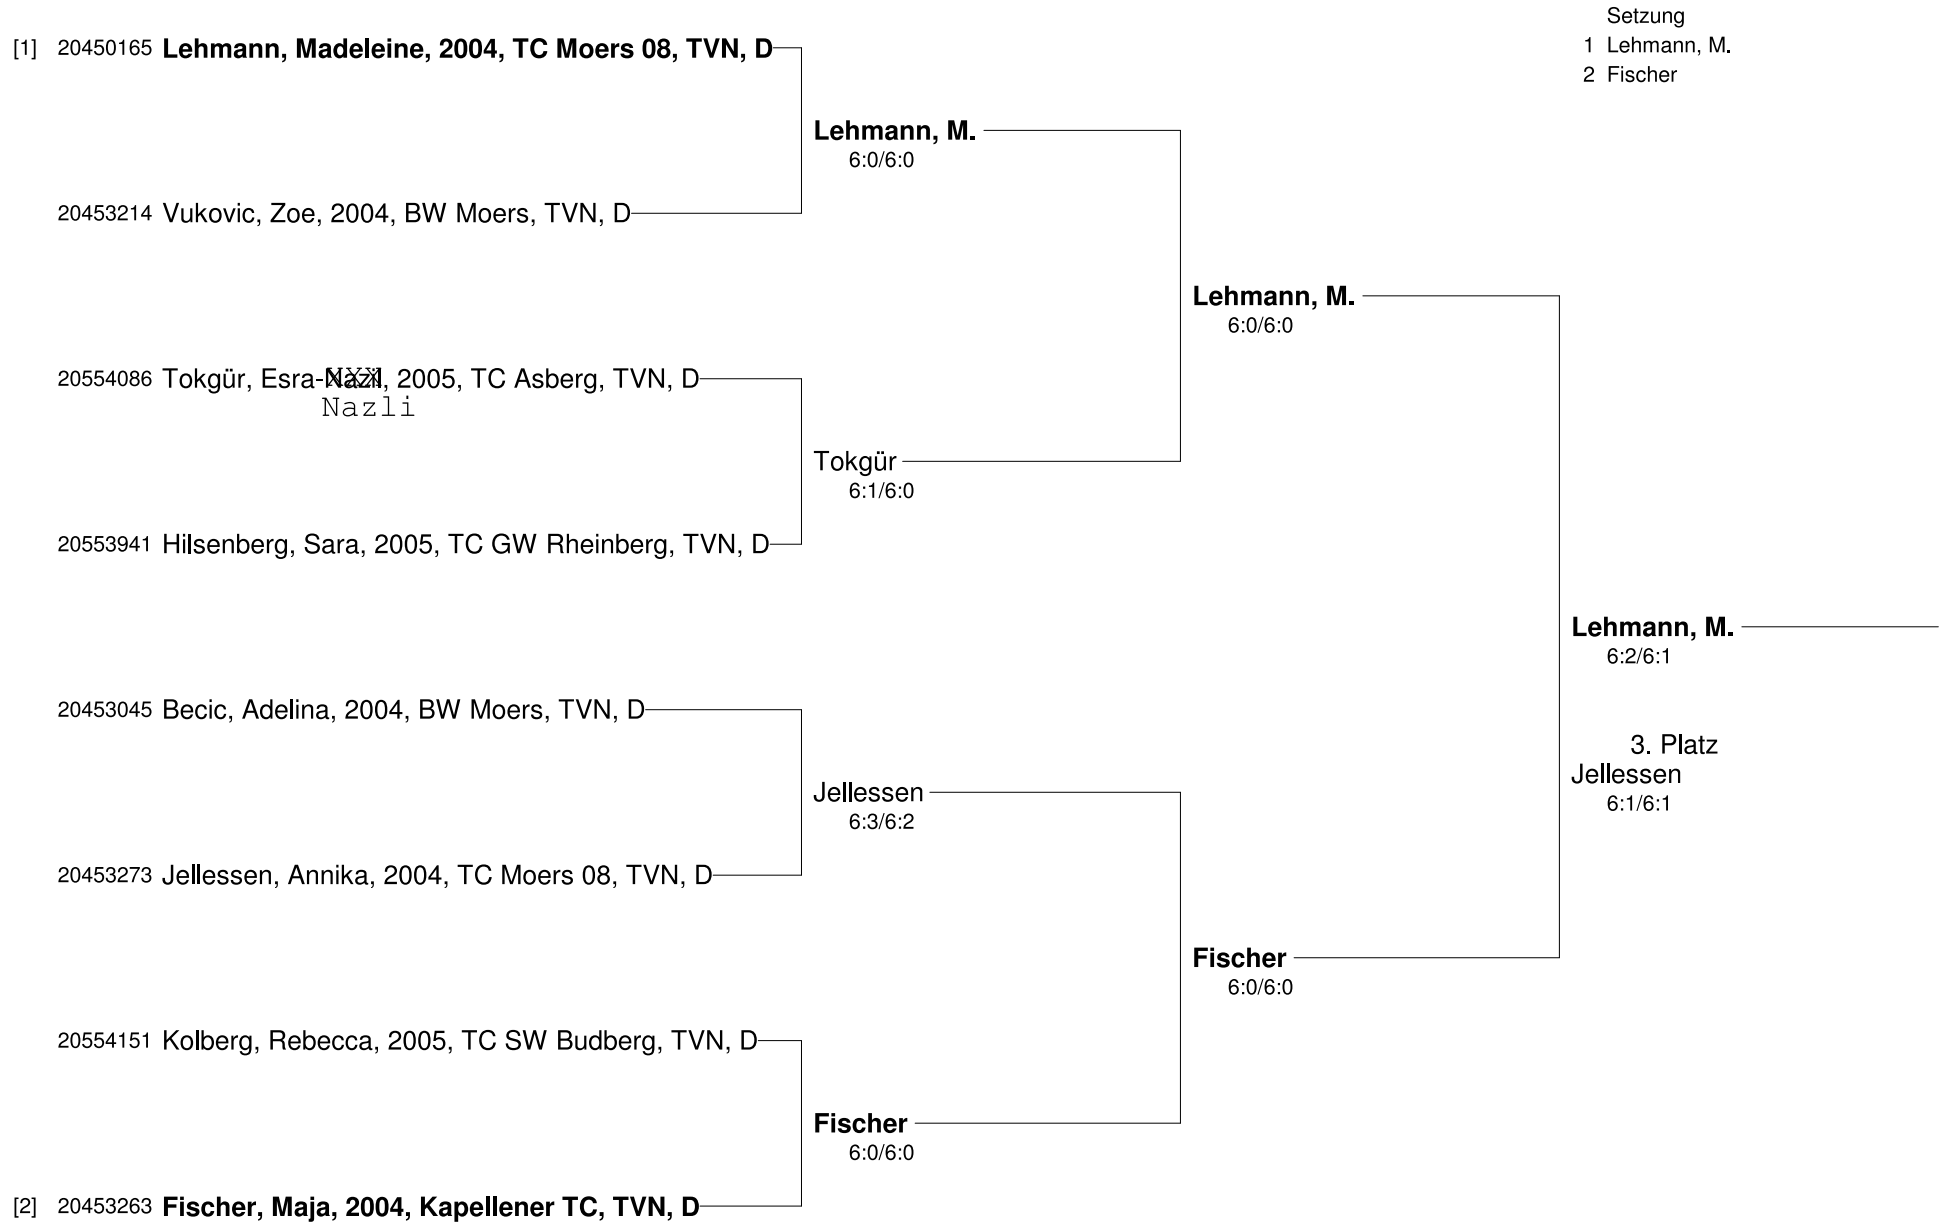 Setzung
1 Lehmann, M.
2 Fischer
[1] 20450165 Lehmann, Madeleine, 2004, TC Moers 08, TVN, D
Lehmann, M.
6:0/6:0
20453214 Vukovic, Zoe, 2004, BW Moers, TVN, D
Lehmann, M.
6:0/6:0
20554086 Tokgür, Esra-Nazli, 2005, TC Asberg, TVN, D
Nazli
Tokgür
6:1/6:0
20553941 Hilsenberg, Sara, 2005, TC GW Rheinberg, TVN, D
Lehmann, M.
6:2/6:1
20453045 Becic, Adelina, 2004, BW Moers, TVN, D
3. Platz
Jellessen
6:1/6:1
Jellessen
6:3/6:2
20453273 Jellessen, Annika, 2004, TC Moers 08, TVN, D
Fischer
6:0/6:0
20554151 Kolberg, Rebecca, 2005, TC SW Budberg, TVN, D
Fischer
6:0/6:0
[2] 20453263 Fischer, Maja, 2004, Kapellener TC, TVN, D